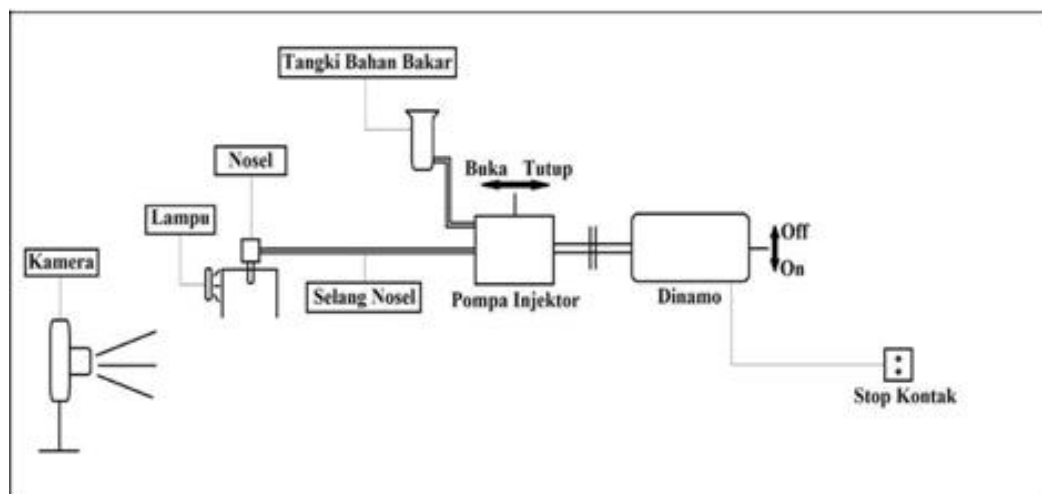 Tangki Bahan Bakar
Nosel
Buka Tutup
Lampu
Off
Kamera
On
Selang Nosel
Pompa Injektor
Dinamo
Stop Kontak